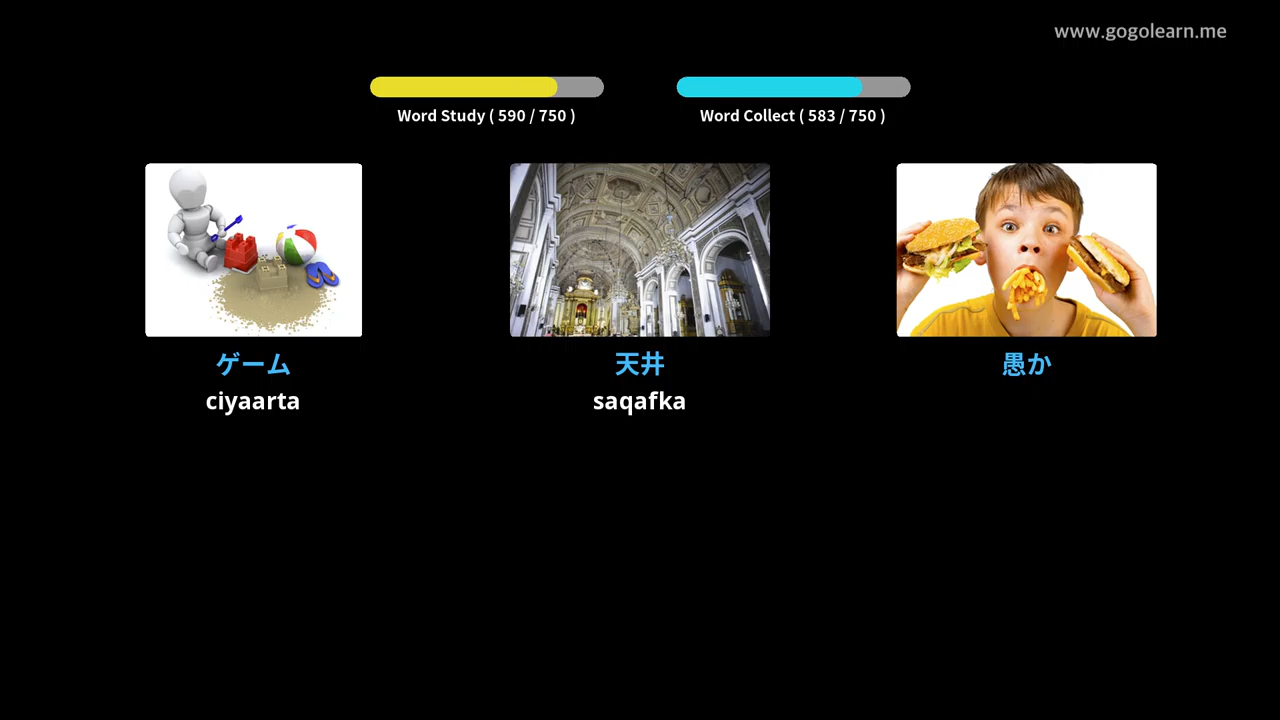 www.gogolearn.me
Word Study ( 590 / 750 )
Word Collect ( 583 / 750 )
ゲーム
ciyaarta
天井
saqafka
愚か